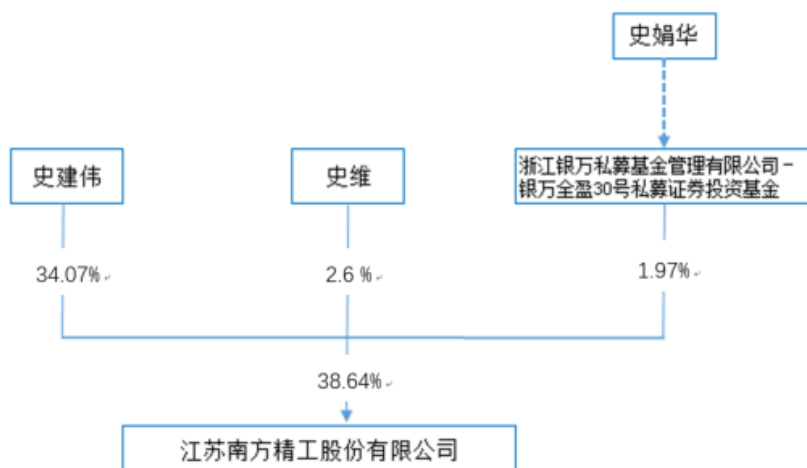 史娟华
史建伟
史维
浙江银万私募基金管理有限公司－
银万全盈30号私募证券投资基金
34.07%
2.6 %
1.97%
38.64%
江苏南方精工股份有限公司